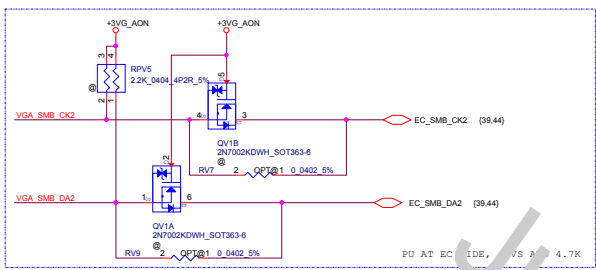 +3VG_AON
+3VG_AON
3
4
RPV5
2.2K_0404_4P2R_5%
@
2
1
5
VGA_SMB_CK2
4
3
EC_SMB_CK2 {39,44}
QV1B
2N7002KDWH_SOT363-6
@
2
RV7 2 OPT@1 0_0402_5%
VGA_SMB_DA2
1
6
EC_SMB_DA2 {39,44}
QV1A
2N7002KDWH_SOT363-6
@
RV9 2 OPT@1 0_0402_5%
PU AT EC IDE, VS A 4.7K